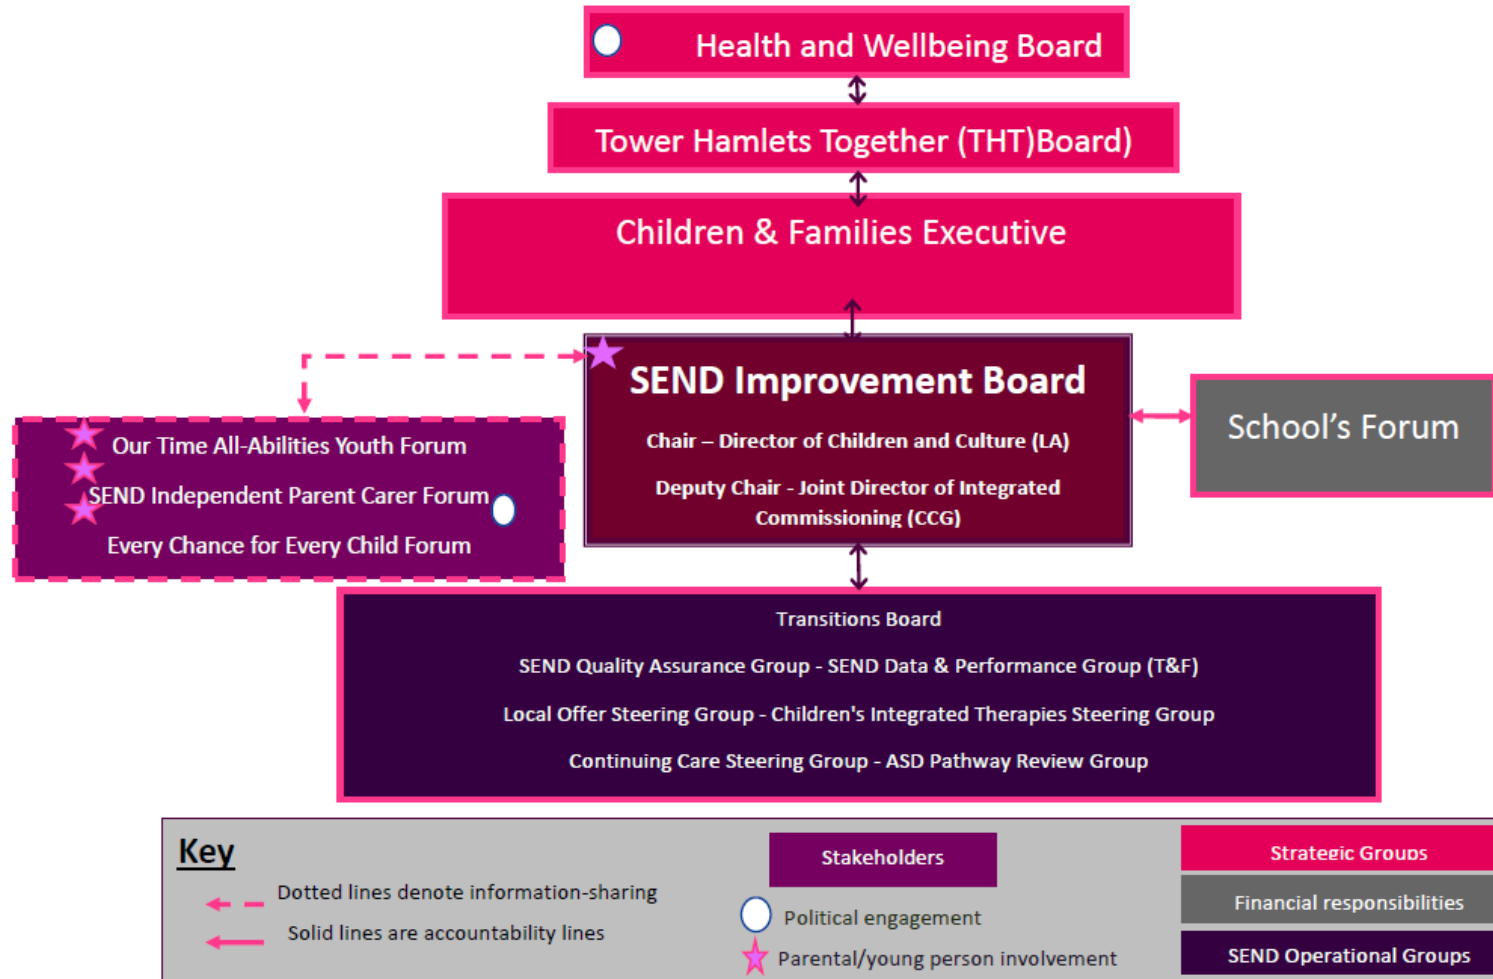 Health and Wellbeing Board
Tower Hamlets Together (THT)Board)
Children & Families Executive
SEND Improvement Board
Chair – Director of Children and Culture (LA)
Deputy Chair - Joint Director of Integrated
Commissioning (CCG)
School's Forum
Our Time All-Abilities Youth Forum
SEND Independent Parent Carer Forum
Every Chance for Every Child Forum
Transitions Board
SEND Quality Assurance Group - SEND Data & Performance Group (T&F)
Local Offer Steering Group - Children's Integrated Therapies Steering Group
Continuing Care Steering Group - ASD Pathway Review Group
Key
Dotted lines denote information-sharing
Solid lines are accountability lines
Stakeholders
Political engagement
Parental/young person involvement
Strategic Groups
Financial responsibilities
SEND Operational Groups